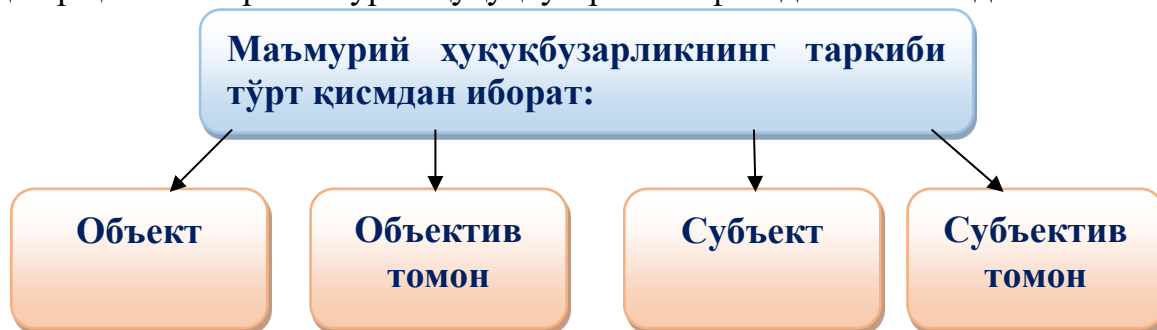 Маъмурий ҳуқуқбузарликнинг таркиби
тўрт қисмдан иборат:
Объект
Объектив
томон
Субъект
Субъектив
томон